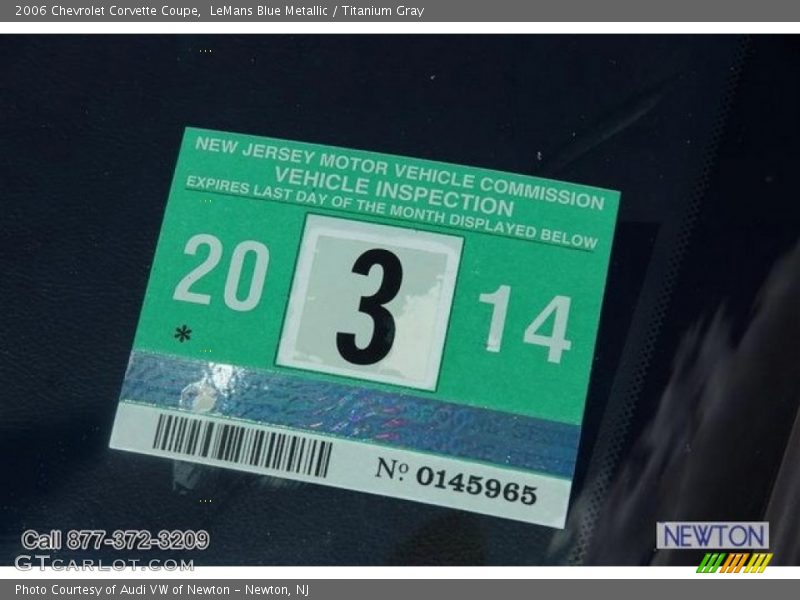 2006 Chevrolet Corvette Coupe, LeMans Blue Metallic / Titanium Gray
NEW JERSEY MOTOR VEHICLE COMMISSION
VEHICLE INSPECTION
EXPIRES LAST DAY OF THE MONTH DISPLAYED BELOW
20 3 14
*
Nº 0145965
Call 877-372-3209
GTCARLOT.COM
NEWTON
Photo Courtesy of Audi VW of Newton - Newton, NJ